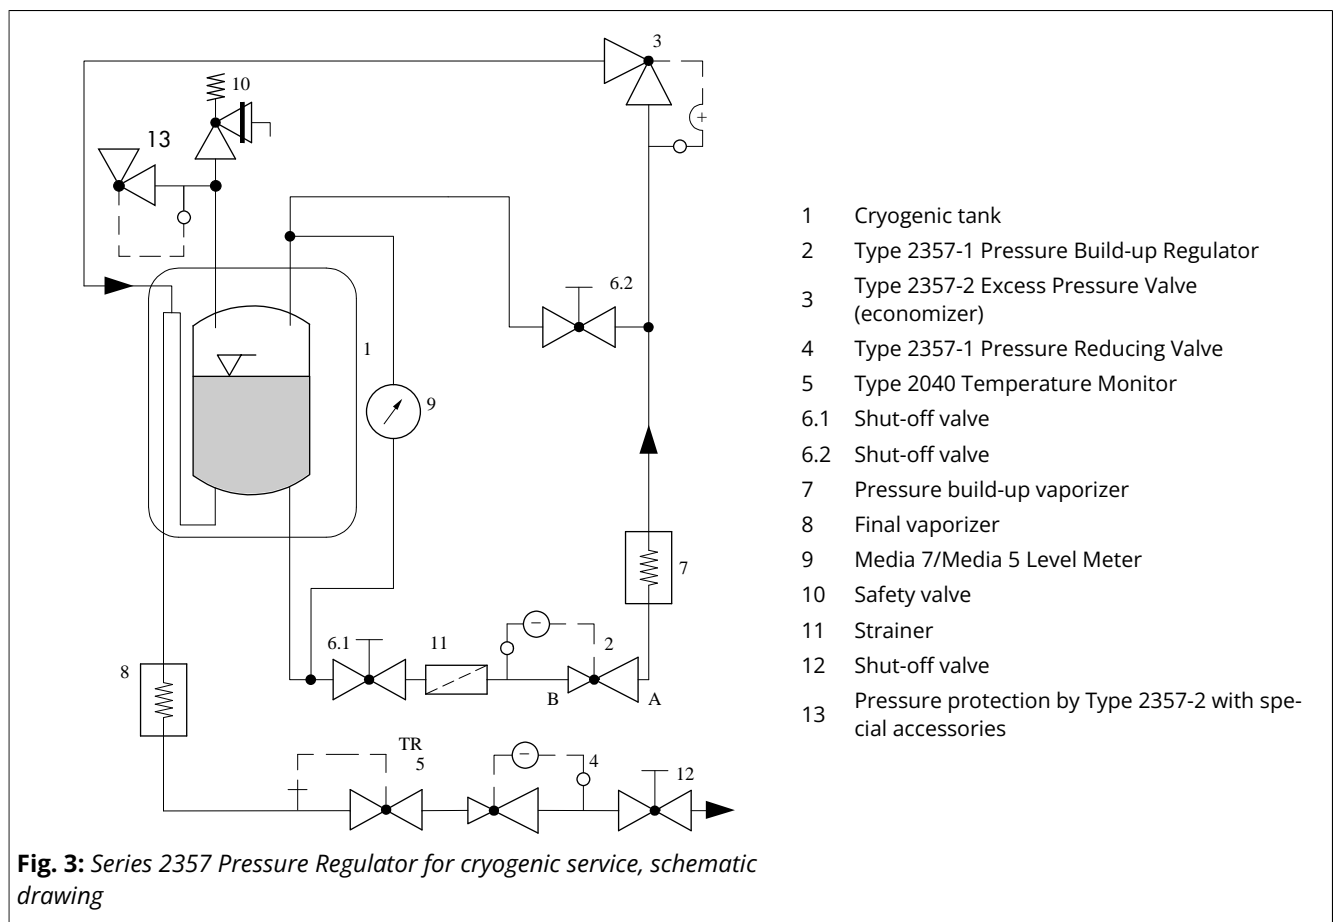 3
10
13
6.2
1
9
7
6.1
11
2
B
A
8
TR
5
4
12
1 Cryogenic tank
2 Type 2357-1 Pressure Build-up Regulator
3 Type 2357-2 Excess Pressure Valve
(economizer)
4 Type 2357-1 Pressure Reducing Valve
5 Type 2040 Temperature Monitor
6.1 Shut-off valve
6.2 Shut-off valve
7 Pressure build-up vaporizer
8 Final vaporizer
9 Media 7/Media 5 Level Meter
10 Safety valve
11 Strainer
12 Shut-off valve
13 Pressure protection by Type 2357-2 with spe-
cial accessories
Fig. 3: Series 2357 Pressure Regulator for cryogenic service, schematic
drawing